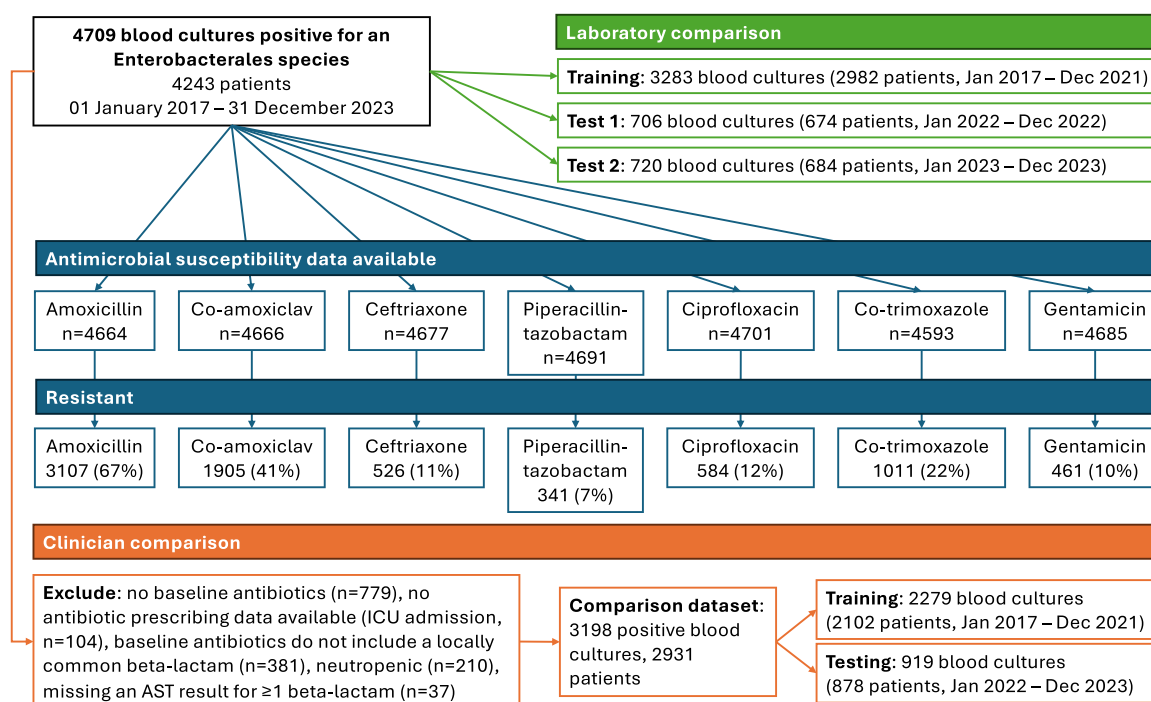 4709 blood cultures positive for an
Enterobacterales species
4243 patients
01 January 2017 – 31 December 2023
Laboratory comparison
Training: 3283 blood cultures (2982 patients, Jan 2017 – Dec 2021)
Test 1: 706 blood cultures (674 patients, Jan 2022 – Dec 2022)
Test 2: 720 blood cultures (684 patients, Jan 2023 – Dec 2023)
Antimicrobial susceptibility data available
Amoxicillin
n=4664
Co-amoxiclav
n=4666
Ceftriaxone
n=4677
Piperacillin-
tazobactam
n=4691
Ciprofloxacin
n=4701
Co-trimoxazole
n=4593
Gentamicin
n=4685
Resistant
Amoxicillin
3107 (67%)
Co-amoxiclav
1905 (41%)
Ceftriaxone
526 (11%)
Piperacillin-
tazobactam
341 (7%)
Ciprofloxacin
584 (12%)
Co-trimoxazole
1011 (22%)
Gentamicin
461 (10%)
Clinician comparison
Exclude: no baseline antibiotics (n=779), no
antibiotic prescribing data available (ICU admission,
n=104), baseline antibiotics do not include a locally
common beta-lactam (n=381), neutropenic (n=210),
missing an AST result for ≥1 beta-lactam (n=37)
Comparison dataset:
3198 positive blood
cultures, 2931
patients
Training: 2279 blood cultures
(2102 patients, Jan 2017 – Dec 2021)
Testing: 919 blood cultures
(878 patients, Jan 2022 – Dec 2023)